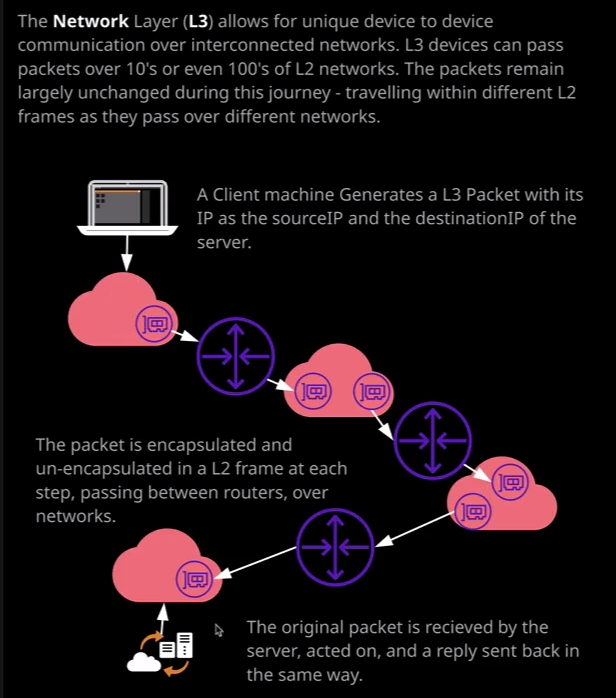 The Network Layer (L3) allows for unique device to device
communication over interconnected networks. L3 devices can pass
packets over 10's or even 100's of L2 networks. The packets remain
largely unchanged during this journey - travelling within different L2
frames as they pass over different networks.
A Client machine Generates a L3 Packet with its
IP as the sourceIP and the destinationIP of the
server.
The packet is encapsulated and
un-encapsulated in a L2 frame at each
step, passing between routers, over
networks.
The original packet is recieved by the
server, acted on, and a reply sent back in
the same way.